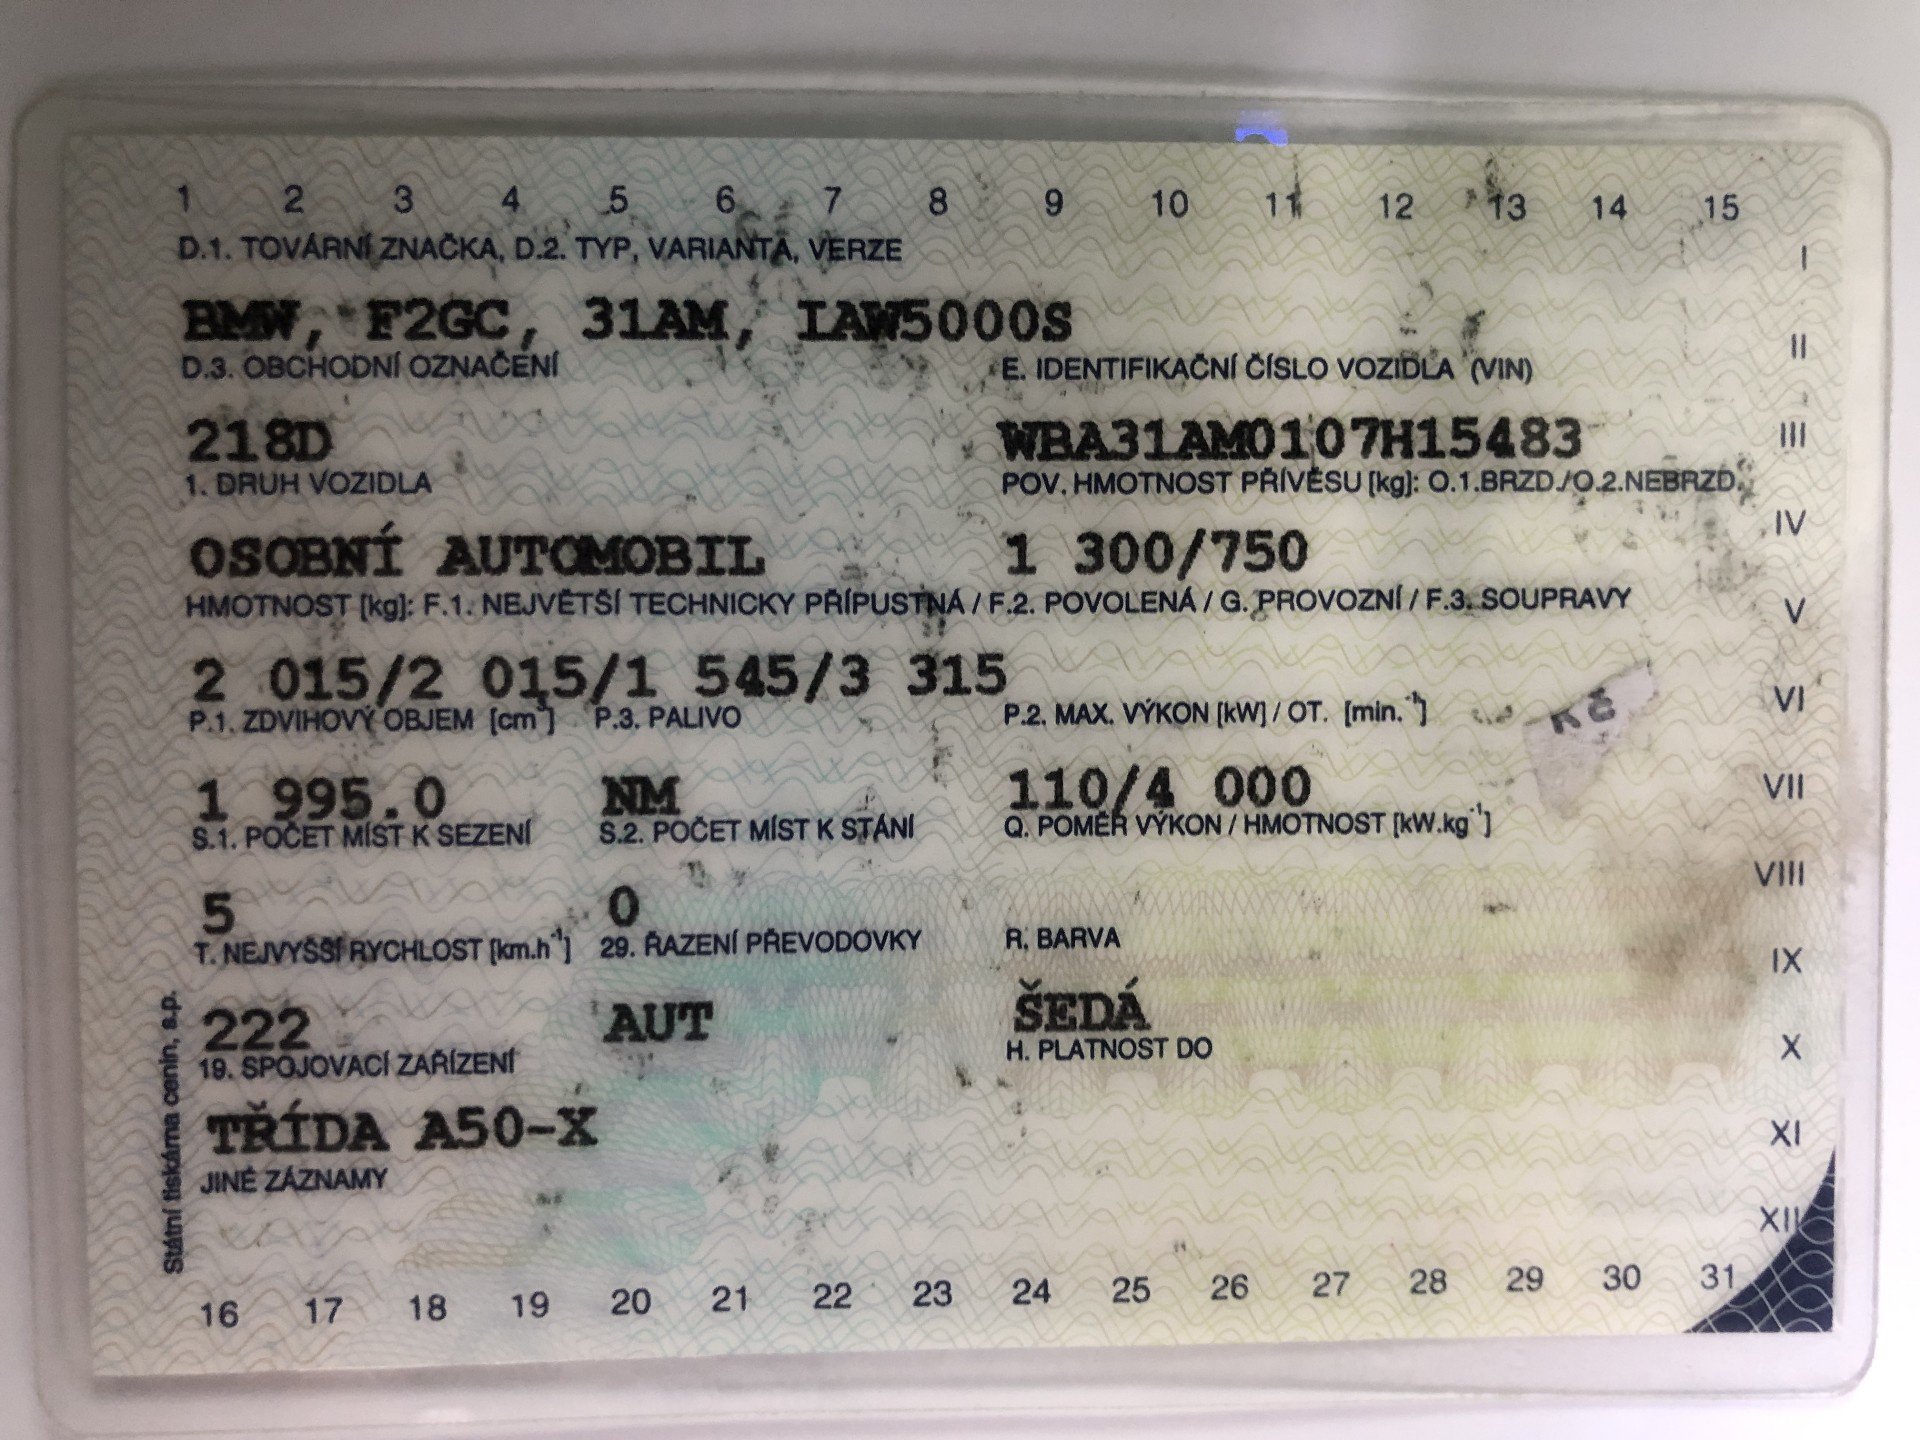 1 2 3 4 5 6 7 8 9 10 11 12 13 14 15
D.1. TOVÁRNÍ ZNAČKA, D.2. TYP, VARIANTA, VERZE
I
BMW, F2GC, 31AM, IAW5000S
II
D.3. OBCHODNÍ OZNAČENÍ E. IDENTIFIKAČNÍ ČÍSLO VOZIDLA (VIN)
218D WBA31AM0107H15483
III
1. DRUH VOZIDLA POV. HMOTNOST PŘÍVĚSU [kg]: O.1.BRZD./O.2.NEBRZD.
IV
OSOBNÍ AUTOMOBIL 1 300/750
HMOTNOST [kg]: F.1. NEJVĚTŠÍ TECHNICKY PŘÍPUSTNÁ / F.2. POVOLENÁ / G. PROVOZNÍ / F.3. SOUPRAVY
V
2 015/2 015/1 545/3 315
VI
P.1. ZDVIHOVÝ OBJEM [cm³] P.3. PALIVO P.2. MAX. VÝKON [kW] / OT. [min.⁻¹]
KČ
1 995.0 NM 110/4 000
VII
S.1. POČET MÍST K SEZENÍ S.2. POČET MÍST K STÁNÍ Q. POMĚR VÝKON / HMOTNOST [kW.kg⁻¹]
VIII
5 0
T. NEJVYŠŠÍ RYCHLOST [km.h⁻¹] 29. ŘAZENÍ PŘEVODOVKY R. BARVA
IX
222 AUT ŠEDÁ
19. SPOJOVACÍ ZAŘÍZENÍ H. PLATNOST DO
X
TŘÍDA A50-X
XI
JINÉ ZÁZNAMY
XII
Státní tiskárna cenin, s.p.
16 17 18 19 20 21 22 23 24 25 26 27 28 29 30 31